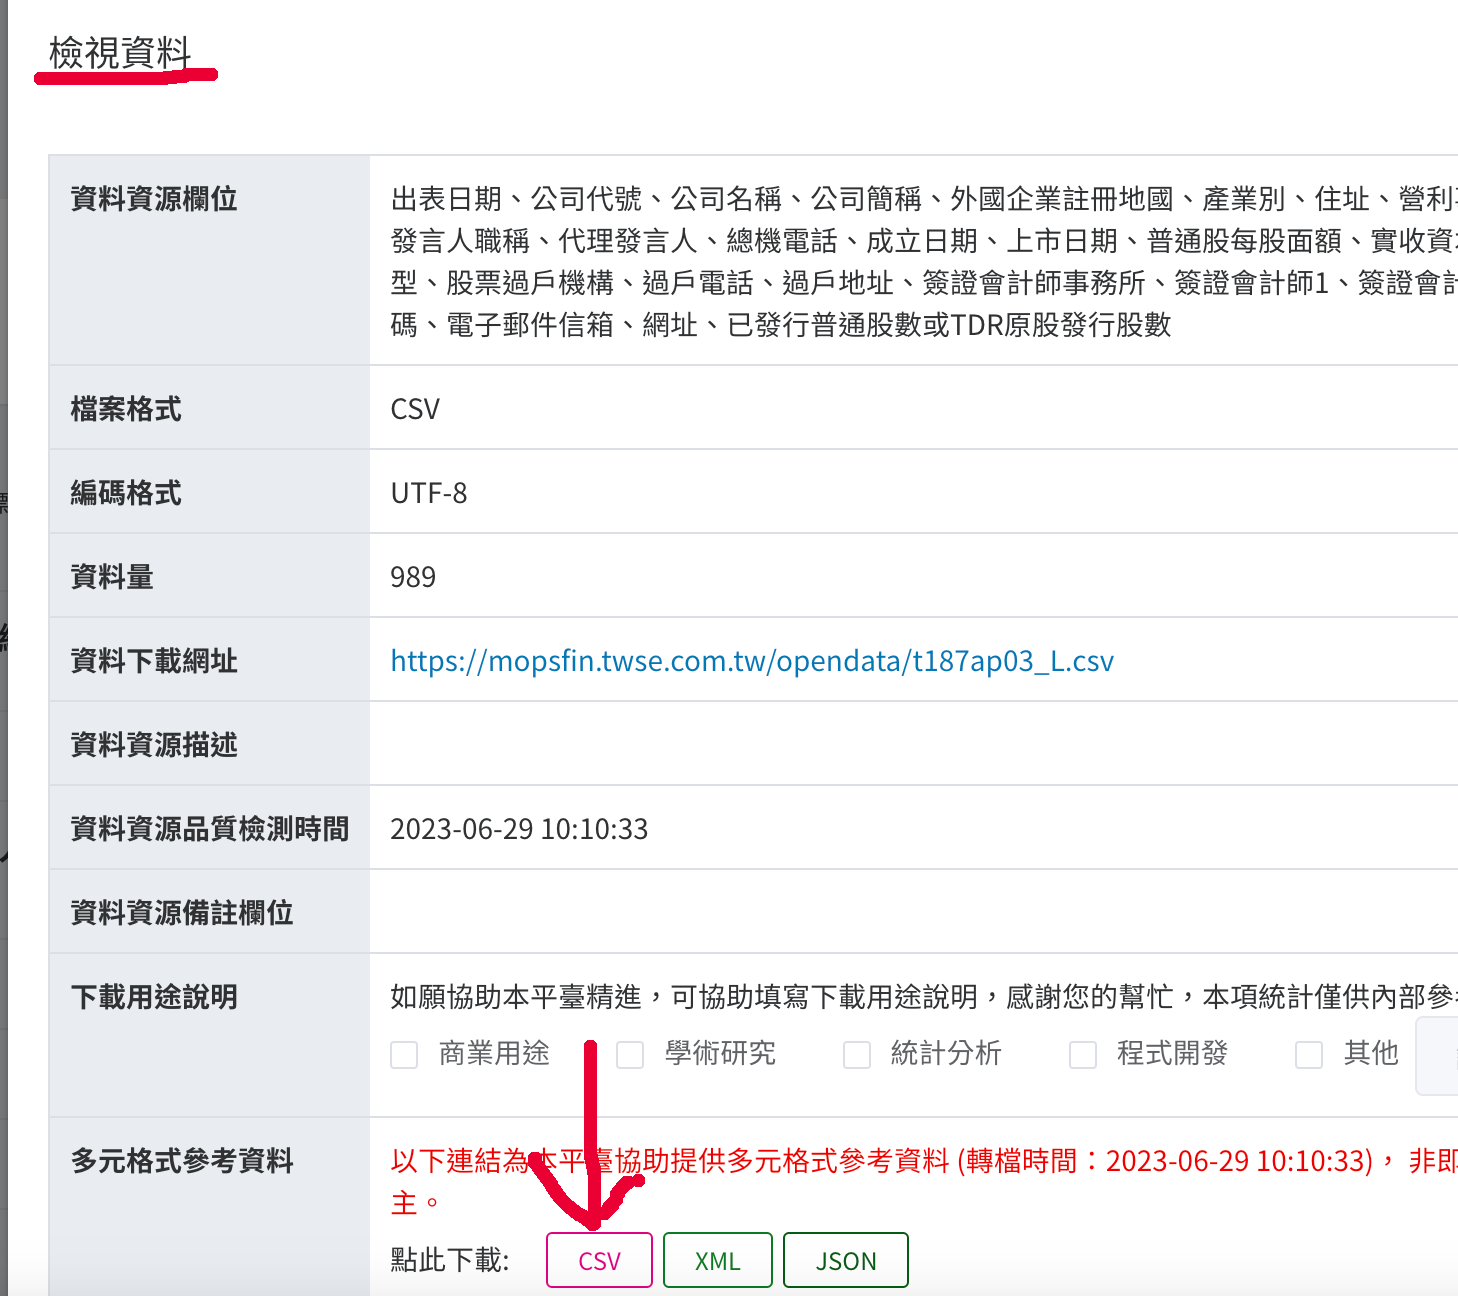 檢視資料
資料資源欄位
出表日期、公司代號、公司名稱、公司簡稱、外國企業註冊地國、產業別、住址、營利
發言人職稱、代理發言人、總機電話、成立日期、上市日期、普通股每股面額、實收資
型、股票過戶機構、過戶電話、過戶地址、簽證會計師事務所、簽證會計師1、簽證會計
碼、電子郵件信箱、網址、已發行普通股數或TDR原股發行股數
檔案格式
CSV
編碼格式
UTF-8
資料量
989
資料下載網址
https://mopsfin.twse.com.tw/opendata/t187ap03_L.csv
資料資源描述
資料資源品質檢測時間
2023-06-29 10:10:33
資料資源備註欄位
下載用途說明
如願協助本平臺精進，可協助填寫下載用途說明，感謝您的幫忙，本項統計僅供內部參
商業用途 學術研究 統計分析 程式開發 其他
多元格式參考資料
以下連結為本平臺協助提供多元格式參考資料 (轉檔時間：2023-06-29 10:10:33)， 非即
主。
點此下載: CSV XML JSON